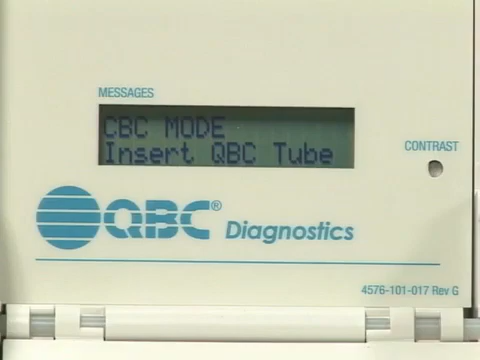 MESSAGES
CBC MODE
Insert QBC Tube
CONTRAST
QBC® Diagnostics
4576-101-017 Rev G